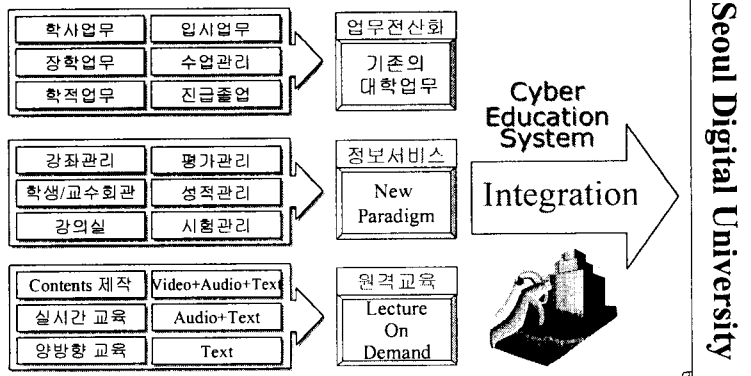 학사업무 입시업무
장학업무 수업관리
학적업무 진급졸업
업무전산화
기존의
대학업무
강좌관리 평가관리
학생/교수회관 성적관리
강의실 시험관리
정보서비스
New
Paradigm
Contents 제작 Video+Audio+Text
실시간 교육 Audio+Text
양방향 교육 Text
원격교육
Lecture
On
Demand
Cyber
Education
System
Integration
Seoul Digital University